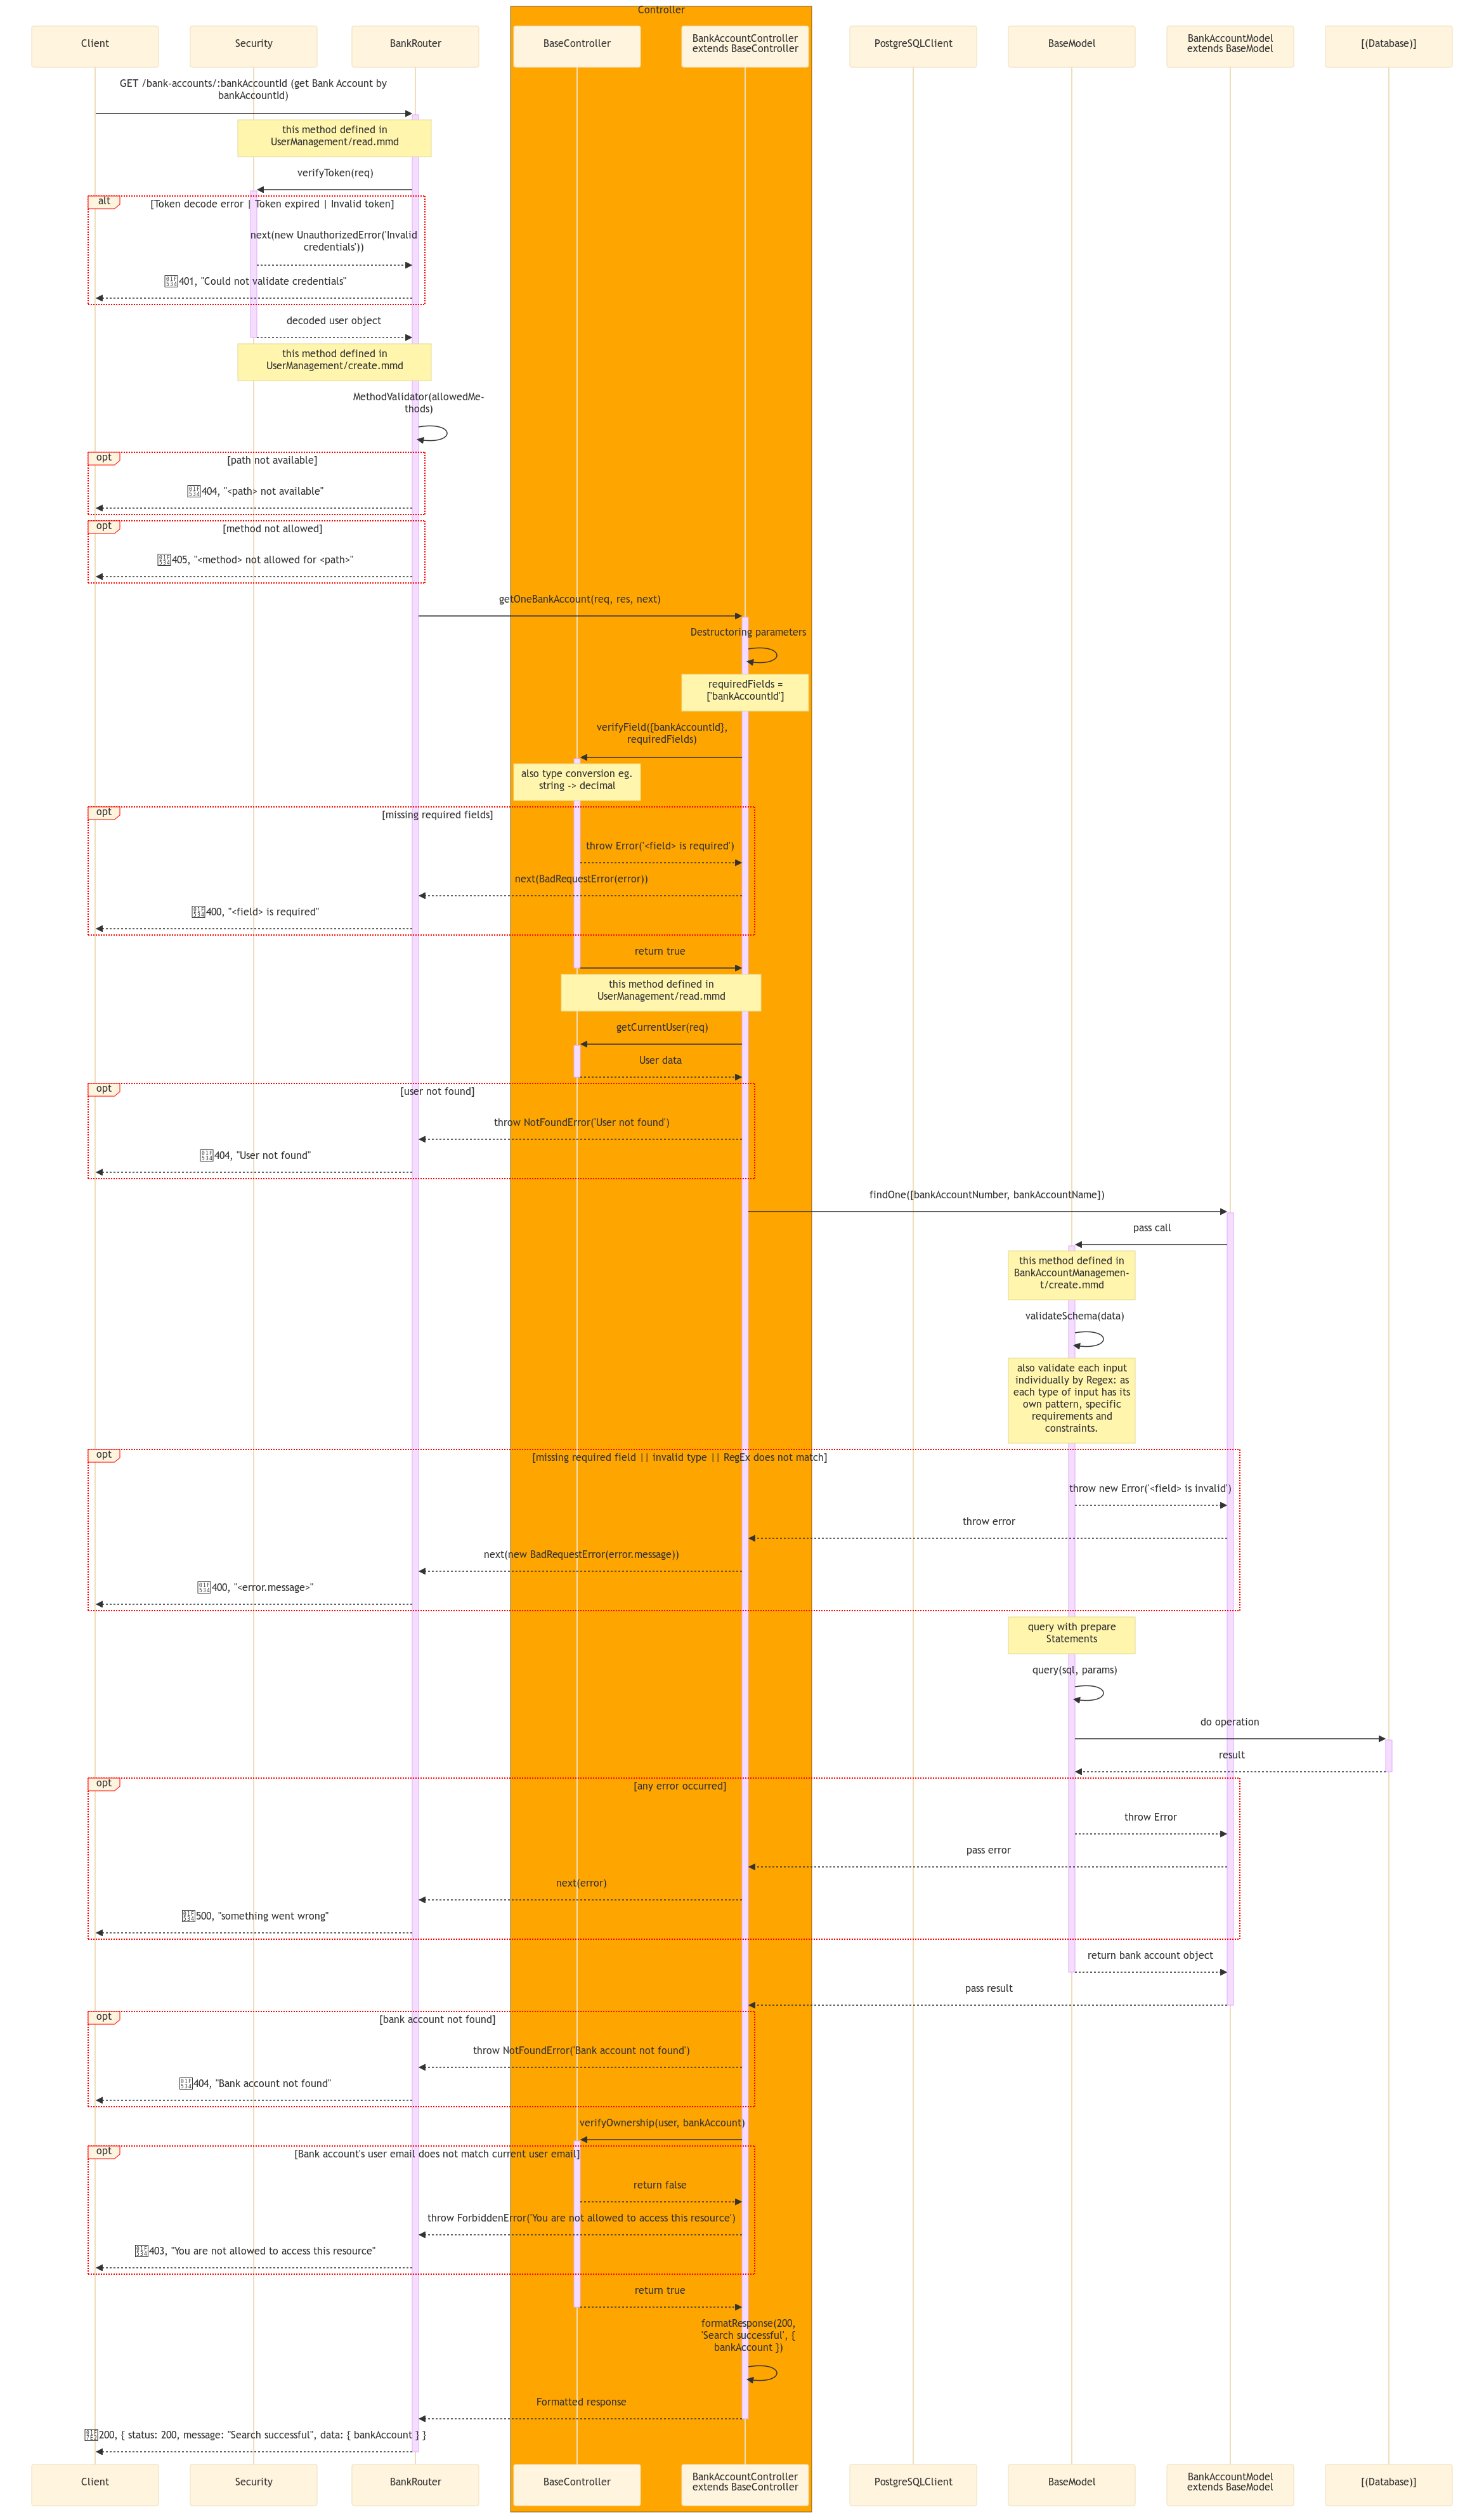 Controller
Client
Security
BankRouter
BaseController
BankAccountController
extends BaseController
PostgreSQLClient
BaseModel
BankAccountModel
extends BaseModel
[(Database)]
GET /bank-accounts/:bankAccountId (get Bank Account by
bankAccountId)
this method defined in
UserManagement/read.mmd
verifyToken(req)
alt
[Token decode error | Token expired | Invalid token]
next(new UnauthorizedError('Invalid
credentials'))
401, "Could not validate credentials"
decoded user object
this method defined in
UserManagement/create.mmd
MethodValidator(allowedMe-
thods)
opt
[path not available]
404, "<path> not available"
opt
[method not allowed]
405, "<method> not allowed for <path>"
getOneBankAccount(req, res, next)
Destructoring parameters
requiredFields =
['bankAccountId']
verifyField({bankAccountId},
requiredFields)
also type conversion eg.
string -> decimal
opt
[missing required fields]
throw Error('<field> is required')
next(BadRequestError(error))
400, "<field> is required"
return true
this method defined in
UserManagement/read.mmd
getCurrentUser(req)
User data
opt
[user not found]
throw NotFoundError('User not found')
404, "User not found"
findOne([bankAccountNumber, bankAccountName])
pass call
this method defined in
BankAccountManagemen-
t/create.mmd
validateSchema(data)
also validate each input
individually by Regex: as
each type of input has its
own pattern, specific
requirements and
constraints.
opt
[missing required field || invalid type || RegEx does not match]
throw new Error('<field> is invalid')
throw error
next(new BadRequestError(error.message))
400, "<error.message>"
query with prepare
Statements
query(sql, params)
do operation
result
opt
[any error occurred]
throw Error
pass error
next(error)
500, "something went wrong"
return bank account object
pass result
opt
[bank account not found]
throw NotFoundError('Bank account not found')
404, "Bank account not found"
verifyOwnership(user, bankAccount)
opt
[Bank account's user email does not match current user email]
return false
throw ForbiddenError('You are not allowed to access this resource')
403, "You are not allowed to access this resource"
return true
formatResponse(200,
'Search successful', {
bankAccount })
Formatted response
200, { status: 200, message: "Search successful", data: { bankAccount } }
Client
Security
BankRouter
BaseController
BankAccountController
extends BaseController
PostgreSQLClient
BaseModel
BankAccountModel
extends BaseModel
[(Database)]